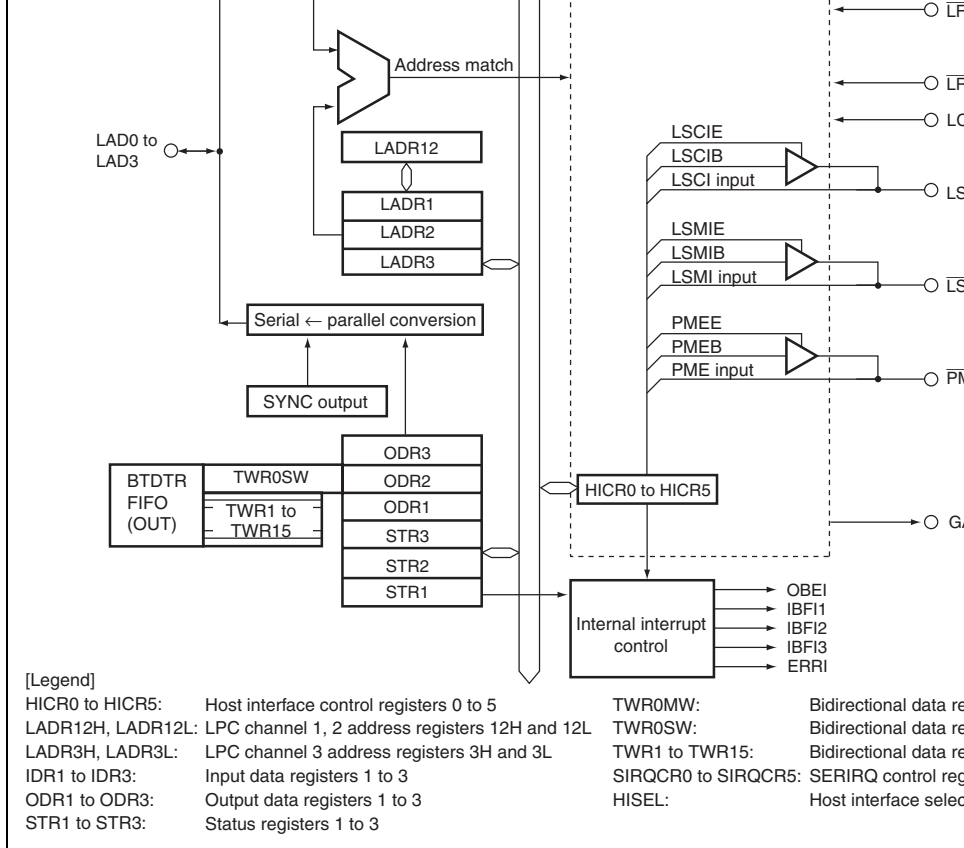 Address match
LAD0 to
LAD3
LADR12
LADR1
LADR2
LADR3
Serial ← parallel conversion
SYNC output
LSCIE
LSCIB
LSCI input
LSMIE
LSMIB
LSMI input
PMEE
PMEB
PME input
ODR3
ODR2
ODR1
STR3
STR2
STR1
BTDTR
FIFO
(OUT)
TWR0SW
TWR1 to
TWR15
HICR0 to HICR5
Internal interrupt
control
OBEI
IBFI1
IBFI2
IBFI3
ERRI
[Legend]
HICR0 to HICR5: Host interface control registers 0 to 5
LADR12H, LADR12L: LPC channel 1, 2 address registers 12H and 12L
LADR3H, LADR3L: LPC channel 3 address registers 3H and 3L
IDR1 to IDR3: Input data registers 1 to 3
ODR1 to ODR3: Output data registers 1 to 3
STR1 to STR3: Status registers 1 to 3
TWR0MW: Bidirectional data
TWR0SW: Bidirectional data
TWR1 to TWR15: Bidirectional data
SIRQCR0 to SIRQCR5: SERIRQ control
HISEL: Host interface